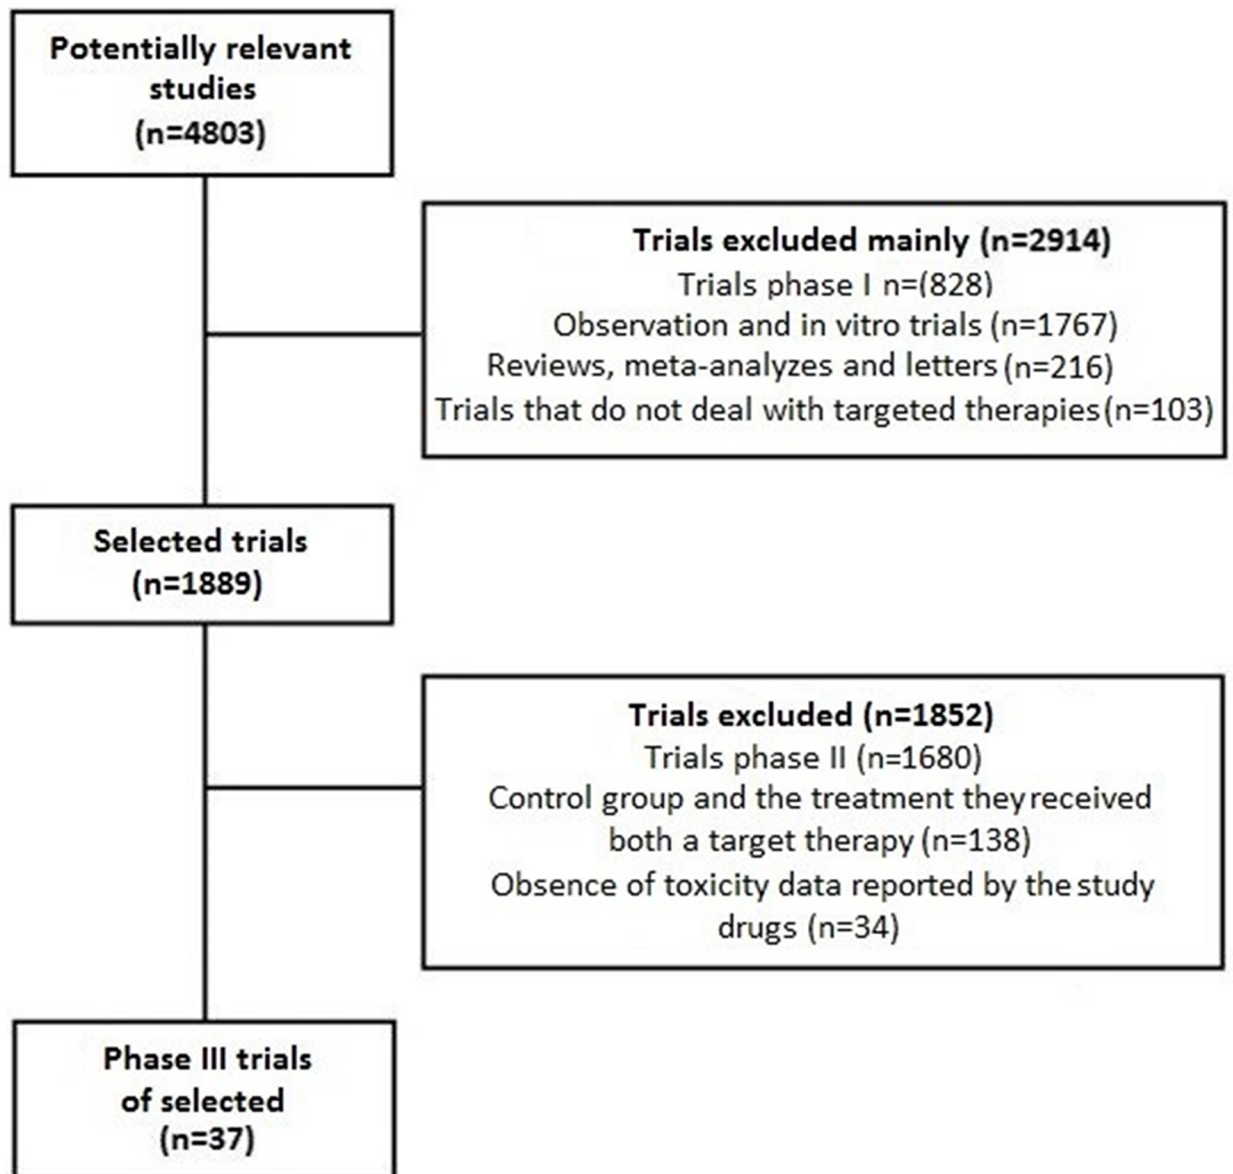 Potentially relevant
studies
(n=4803)
Trials excluded mainly (n=2914)
Trials phase I n=(828)
Observation and in vitro trials (n=1767)
Reviews, meta-analyzes and letters (n=216)
Trials that do not deal with targeted therapies (n=103)
Selected trials
(n=1889)
Trials excluded (n=1852)
Trials phase II (n=1680)
Control group and the treatment they received
both a target therapy (n=138)
Obsence of toxicity data reported by the study
drugs (n=34)
Phase III trials
of selected
(n=37)